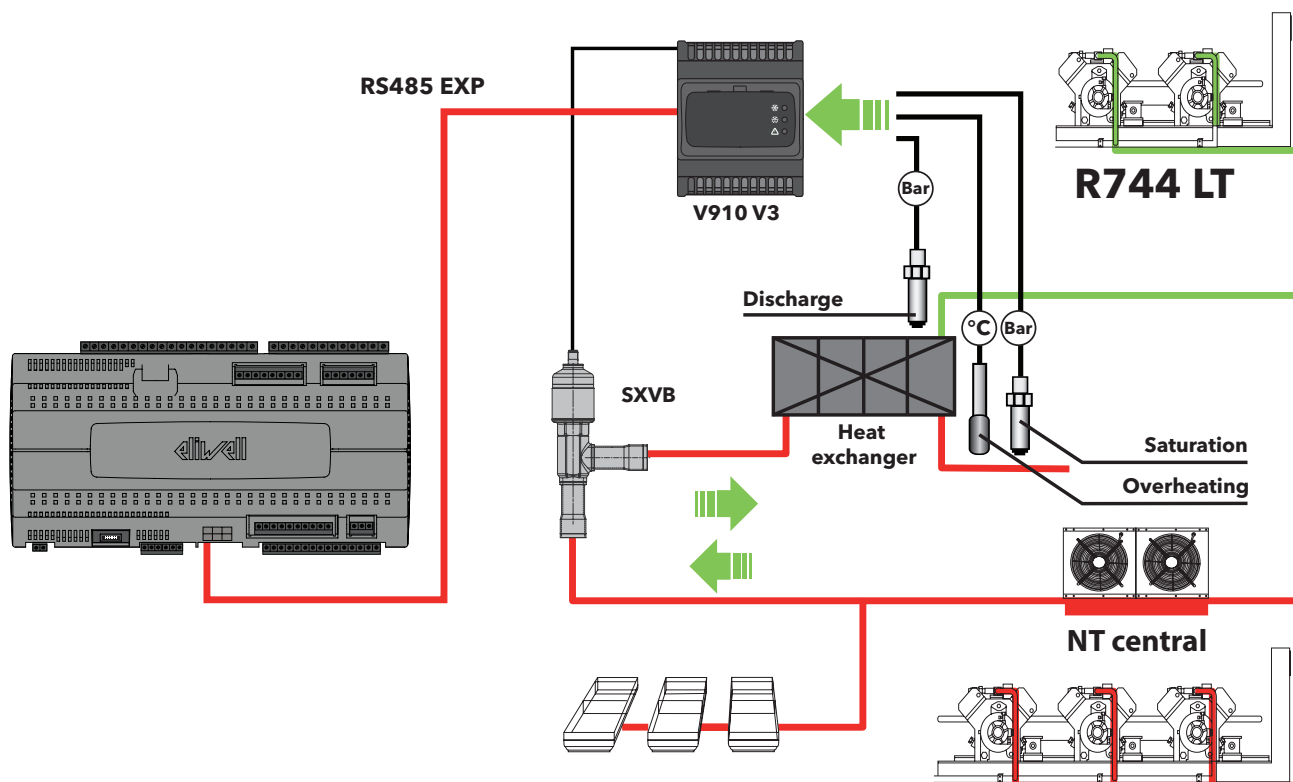 RS485 EXP
V910 V3
Bar
R744 LT
Discharge
°C
Bar
SXVB
Heat
exchanger
Saturation
Overheating
eliwell
NT central